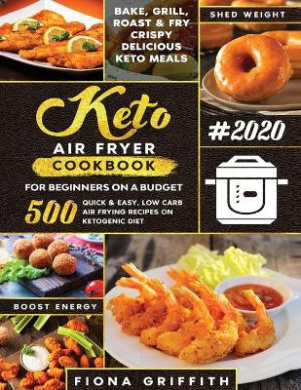 BAKE, GRILL,
ROAST & FRY
CRISPY
DELICIOUS
KETO MEALS
SHED WEIGHT
Keto
AIR FRYER
COOKBOOK
#2020
FOR BEGINNERS ON A BUDGET
500
QUICK & EASY, LOW CARB
AIR FRYING RECIPES ON
KETOGENIC DIET
BOOST ENERGY
FIONA GRIFFITH